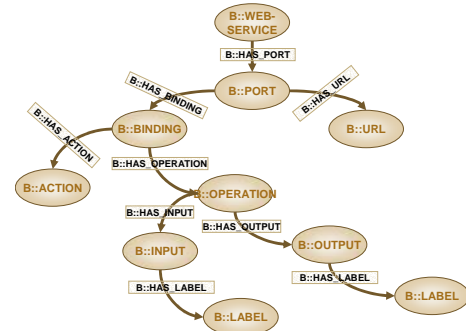 B::WEB-
SERVICE
B::HAS_PORT
B::PORT
B::HAS_BINDING
B::HAS_URL
B::BINDING
B::URL
B::HAS_ACTION
B::HAS_OPERATION
B::ACTION
B::OPERATION
B::HAS_INPUT
B::HAS_OUTPUT
B::INPUT
B::OUTPUT
B::HAS_LABEL
B::HAS_LABEL
B::LABEL
B::LABEL